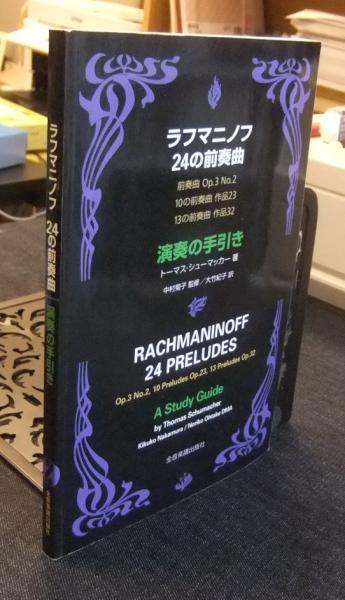 ラフマニノフ
24の前奏曲
前奏曲 Op.3 No.2
10の前奏曲 作品23
13の前奏曲 作品32
演奏の手引き
トーマス・シューマッカー 著
中村菊子 監修／大竹紀子 訳
RACHMANINOFF
24 PRELUDES
Op.3 No.2, 10 Preludes Op.23, 13 Preludes Op.32
A Study Guide
by Thomas Schumacher
Kikuko Nakamura / Noriko Ohtake DMA
全音楽譜出版社
ラフマニノフ 24の前奏曲 演奏の手引き
全音楽譜出版社